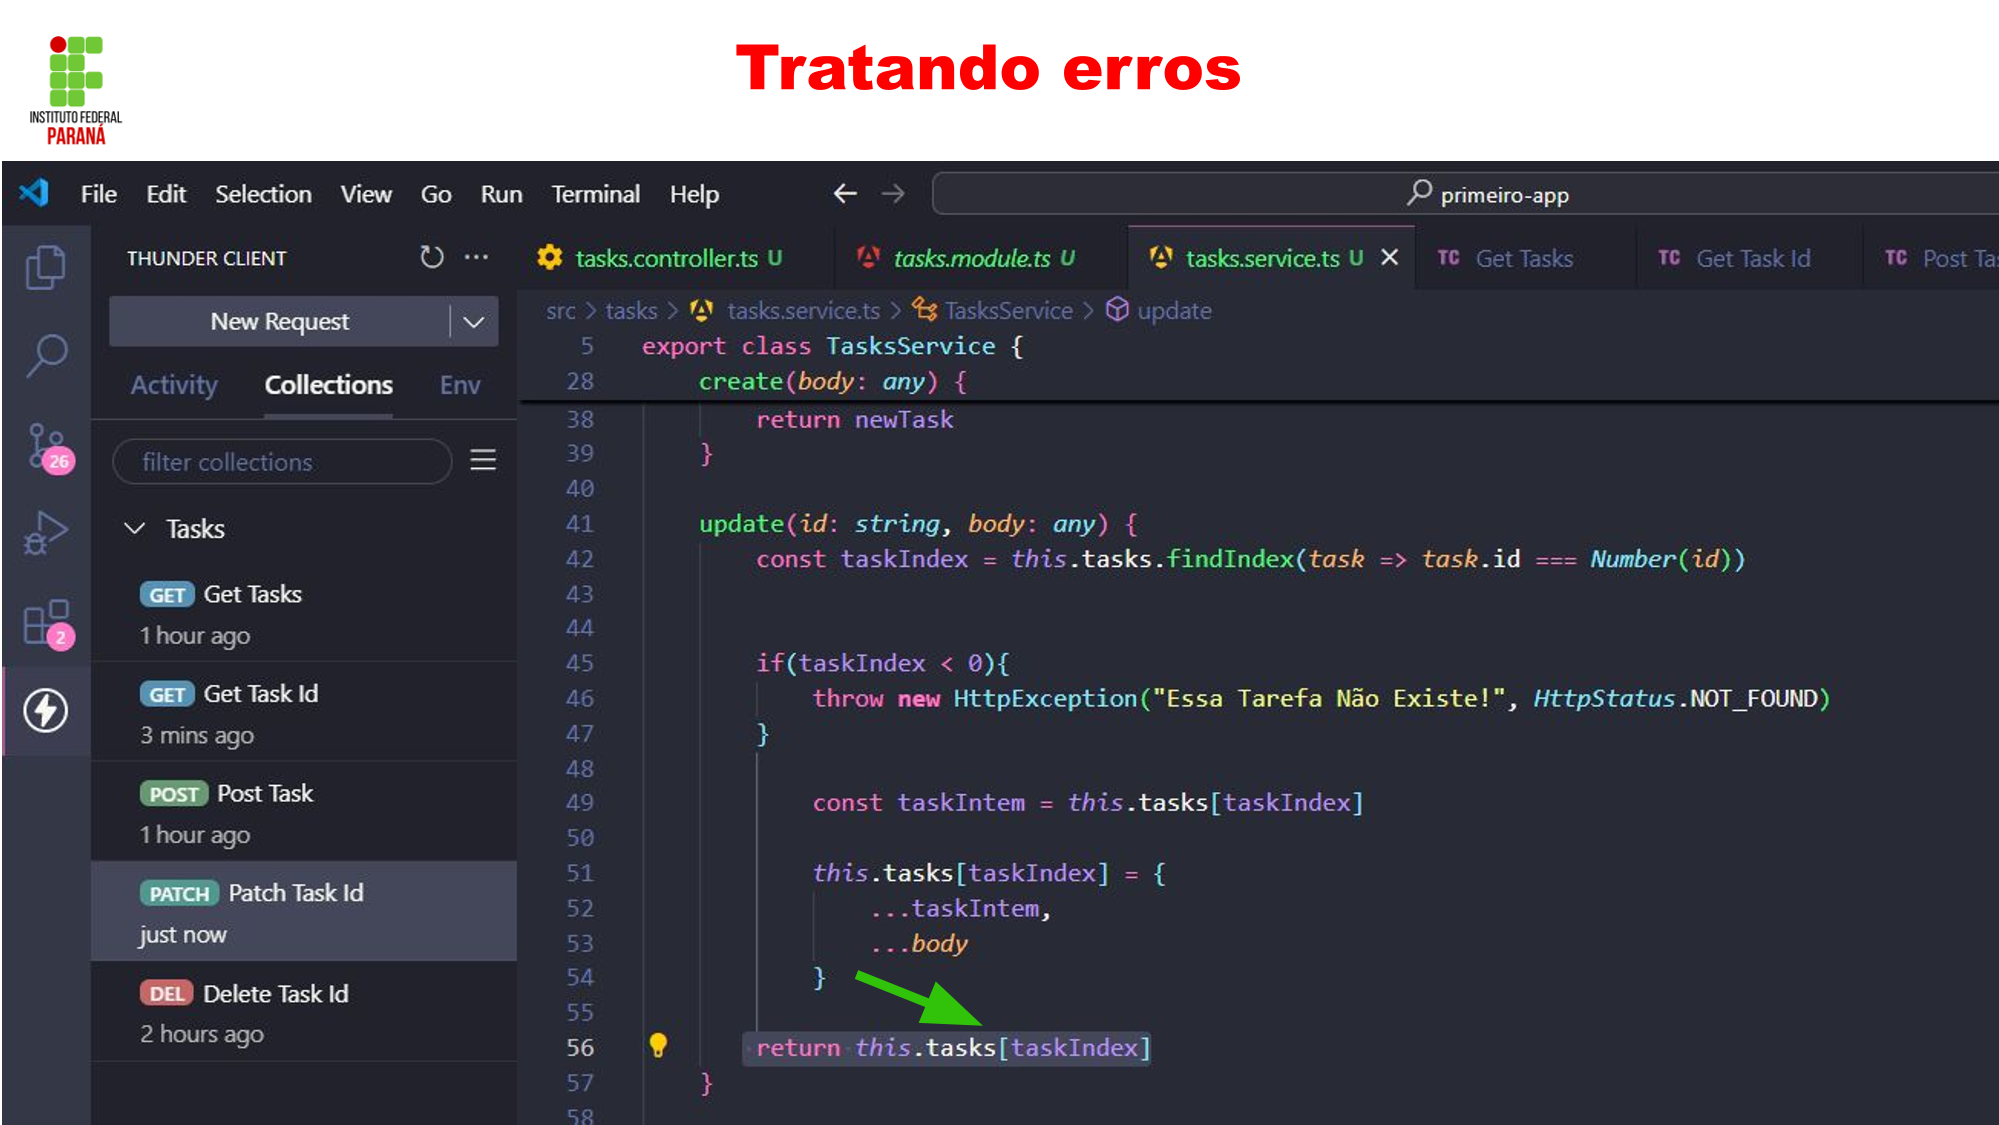 INSTITUTO FEDERAL
PARANÁ
Tratando erros
File Edit Selection View Go Run Terminal Help
primeiro-app
THUNDER CLIENT
New Request
Activity Collections Env
filter collections
26
2
Tasks
GET Get Tasks
1 hour ago
GET Get Task Id
3 mins ago
POST Post Task
1 hour ago
PATCH Patch Task Id
just now
DEL Delete Task Id
2 hours ago
tasks.controller.ts U tasks.module.ts U tasks.service.ts U TC Get Tasks TC Get Task Id TC Post Tas
src > tasks > tasks.service.ts > TasksService > update
5 export class TasksService {
28 create(body: any) {
38 return newTask
39 }
40
41 update(id: string, body: any) {
42 const taskIndex = this.tasks.findIndex(task => task.id === Number(id))
43
44
45 if(taskIndex < 0){
46 throw new HttpException("Essa Tarefa Não Existe!", HttpStatus.NOT_FOUND)
47 }
48
49 const taskIntem = this.tasks[taskIndex]
50
51 this.tasks[taskIndex] = {
52 ...taskIntem,
53 ...body
54 }
55
56 return this.tasks[taskIndex]
57 }
58